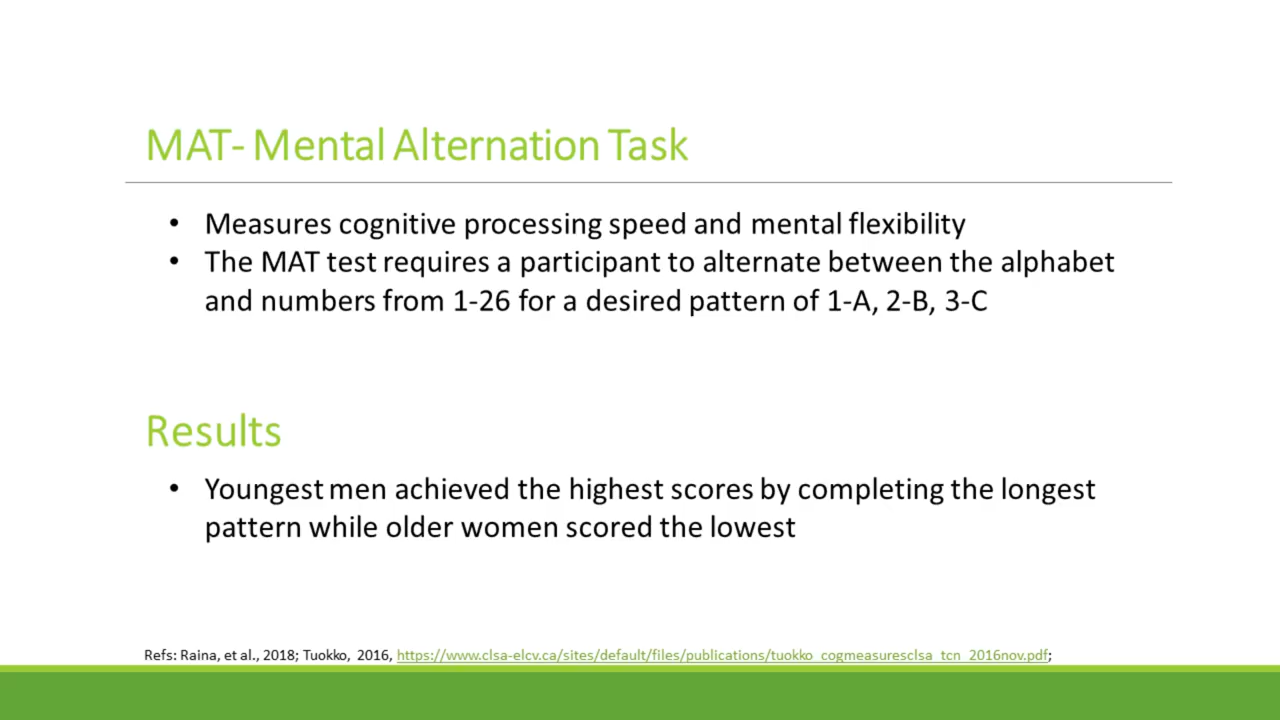 MAT- Mental Alternation Task
• Measures cognitive processing speed and mental flexibility
• The MAT test requires a participant to alternate between the alphabet
and numbers from 1-26 for a desired pattern of 1-A, 2-B, 3-C
Results
• Youngest men achieved the highest scores by completing the longest
pattern while older women scored the lowest
Refs: Raina, et al., 2018; Tuokko, 2016, https://www.clsa-elcv.ca/sites/default/files/publications/tuokko_cogmeasuresclsa_tcn_2016nov.pdf;